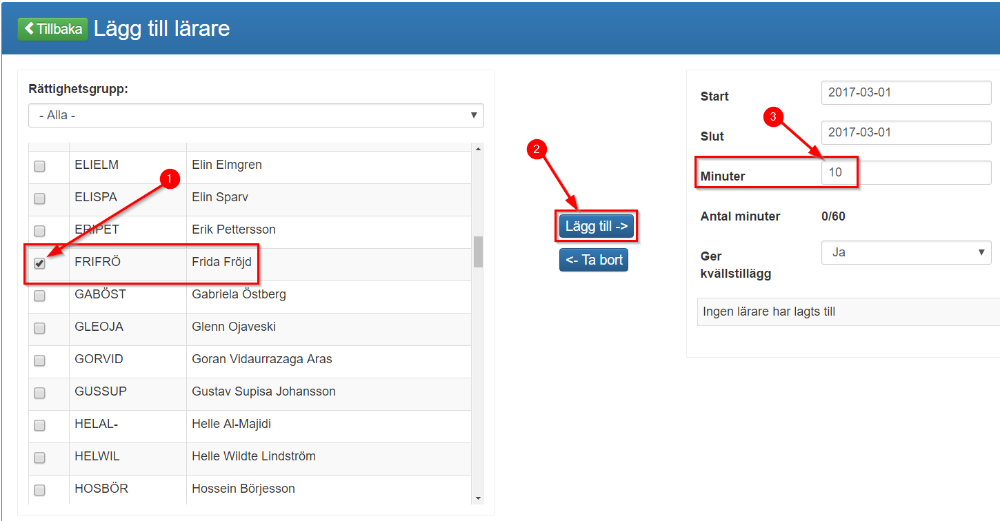 Tillbaka Lägg till lärare
Rättighetsgrupp:
- Alla -
ELIELM Elin Elmgren
1
ELISPA Elin Sparv
ERIPET Erik Pettersson
FRIFRÖ Frida Fröjd
GABÖST Gabriela Östberg
GLEOJA Glenn Ojaveski
GORVID Goran Vidaurrazaga Aras
GUSSUP Gustav Supisa Johansson
HELAL- Helle Al-Majidi
HELWIL Helle Wildte Lindström
HOSBÖR Hossein Börjesson
2
Lägg till ->
<- Ta bort
Start 2017-03-01
3
Slut 2017-03-01
Minuter 10
Antal minuter 0/60
Ger Ja
kvällstillägg
Ingen lärare har lagts till